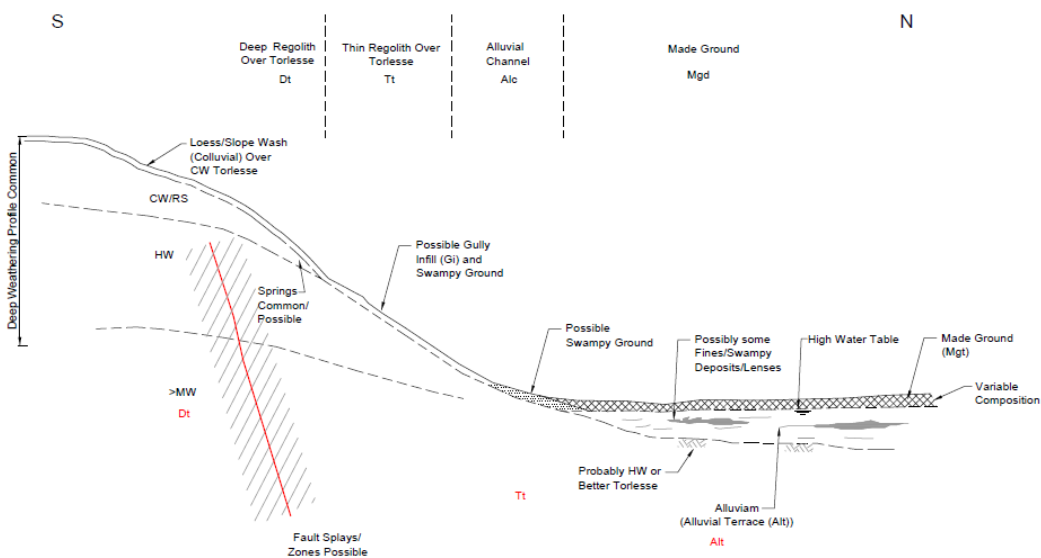 S
N
Deep Regolith
Over Torlesse
Dt
Thin Regolith Over
Torlesse
Tt
Alluvial
Channel
Alc
Made Ground
Mgd
Deep Weathering Profile Common
Loess/Slope Wash
(Colluvial) Over
CW Torlesse
CW/RS
HW
Springs
Common/
Possible
Possible Gully
Infill (Gi) and
Swampy Ground
Possible
Swampy Ground
Possibly some
Fines/Swampy
Deposits/Lenses
High Water Table
Made Ground
(Mgt)
Variable
Composition
>MW
Dt
Probably HW or
Better Torlesse
Tt
Alluviam
(Alluvial Terrace (Alt))
Alt
Fault Splays/
Zones Possible